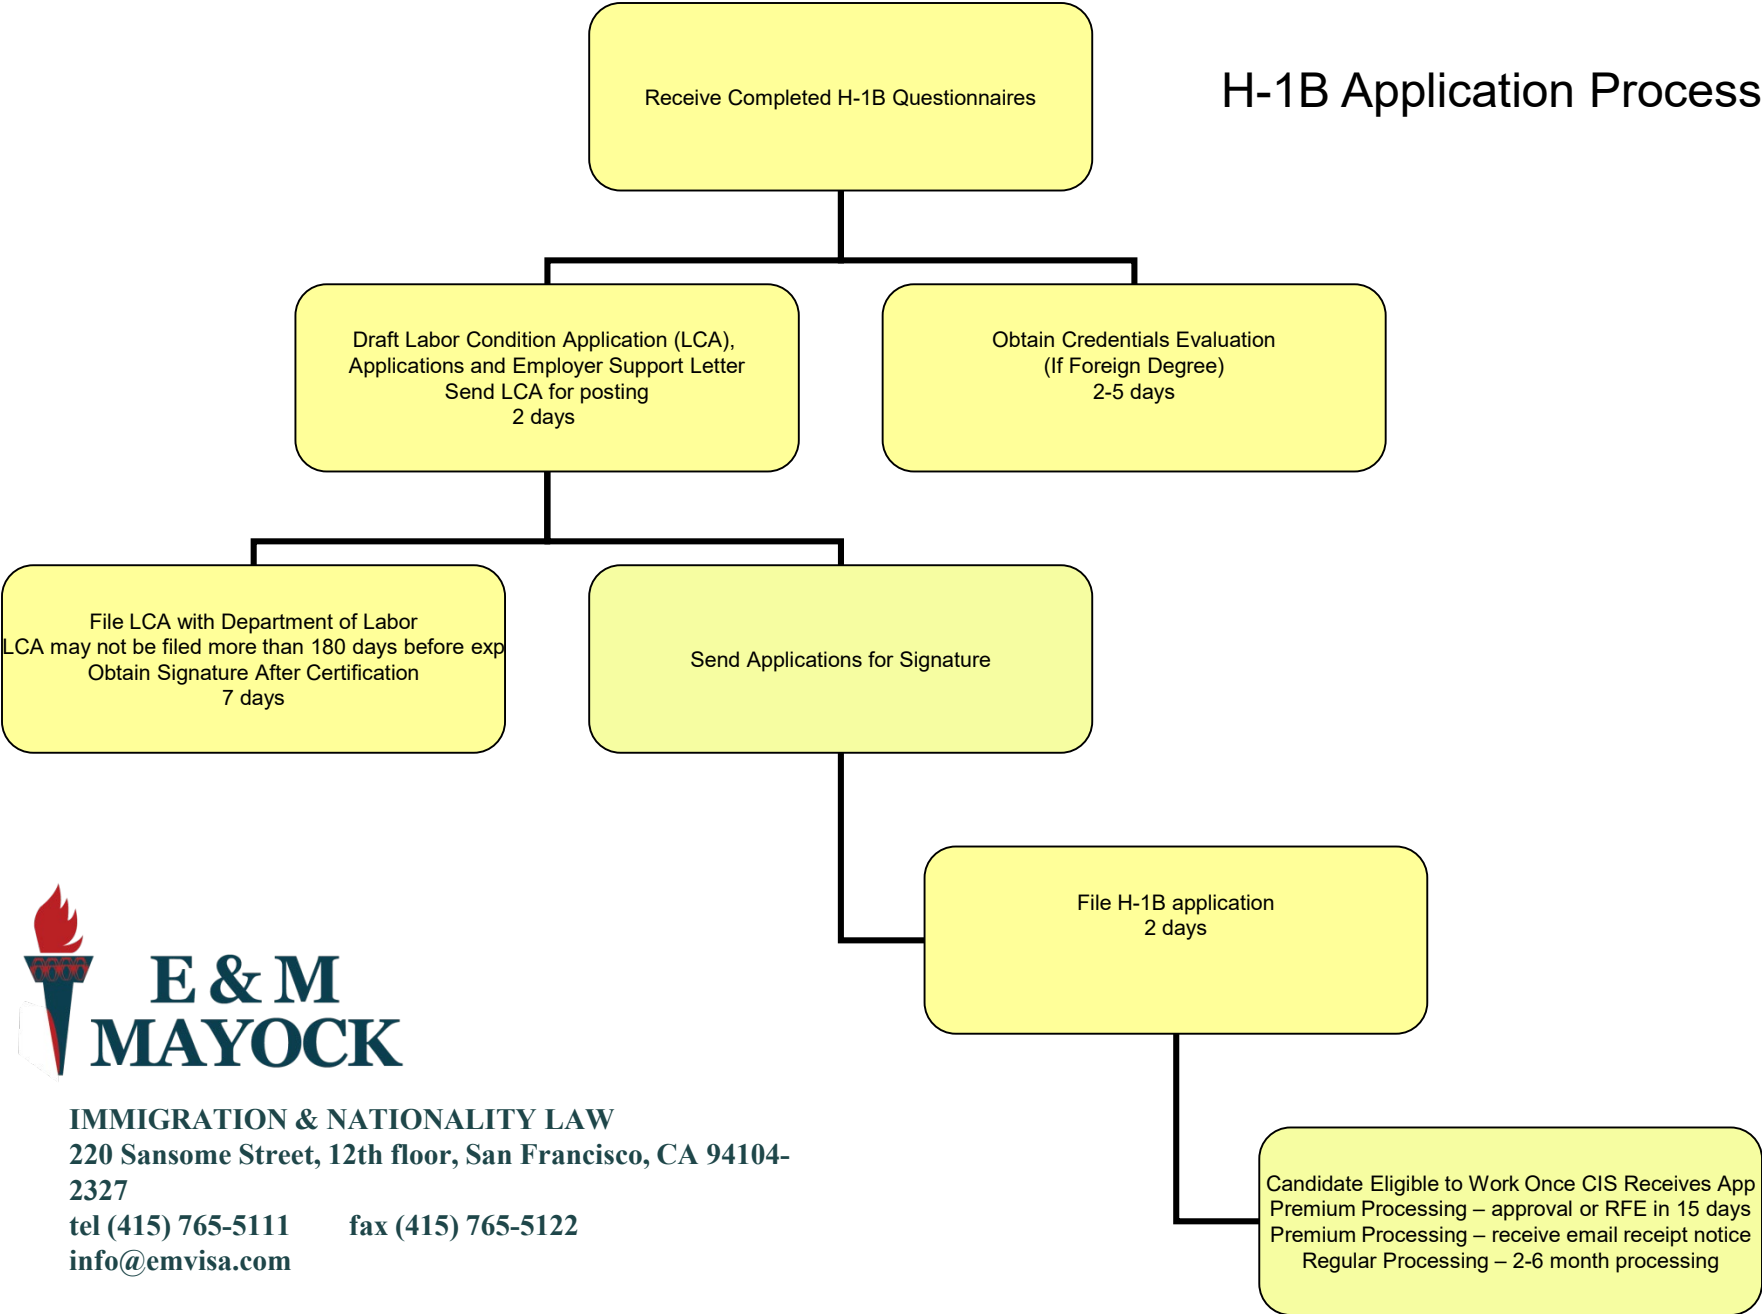 H-1B Application Process
Receive Completed H-1B Questionnaires
Draft Labor Condition Application (LCA),
Applications and Employer Support Letter
Send LCA for posting
2 days
Obtain Credentials Evaluation
(If Foreign Degree)
2-5 days
File LCA with Department of Labor
LCA may not be filed more than 180 days before exp
Obtain Signature After Certification
7 days
Send Applications for Signature
File H-1B application
2 days
E & M
MAYOCK
IMMIGRATION & NATIONALITY LAW
220 Sansome Street, 12th floor, San Francisco, CA 94104-
2327
tel (415) 765-5111 fax (415) 765-5122
info@emvisa.com
Candidate Eligible to Work Once CIS Receives App
Premium Processing – approval or RFE in 15 days
Premium Processing – receive email receipt notice
Regular Processing – 2-6 month processing